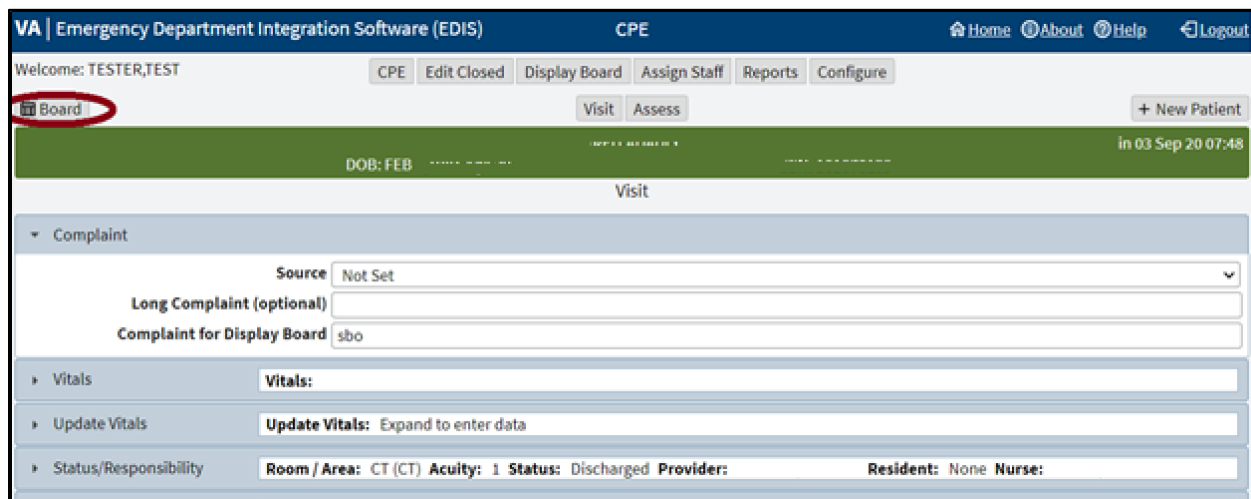 VA | Emergency Department Integration Software (EDIS) CPE Home About Help Logout
Welcome: TESTER,TEST CPE Edit Closed Display Board Assign Staff Reports Configure
Board Visit Assess + New Patient
in 03 Sep 20 07:48
DOB: FEB
Visit
Complaint
Source Not Set
Long Complaint (optional)
Complaint for Display Board sbo
Vitals Vitals:
Update Vitals Update Vitals: Expand to enter data
Status/Responsibility Room / Area: CT (CT) Acuity: 1 Status: Discharged Provider: Resident: None Nurse: